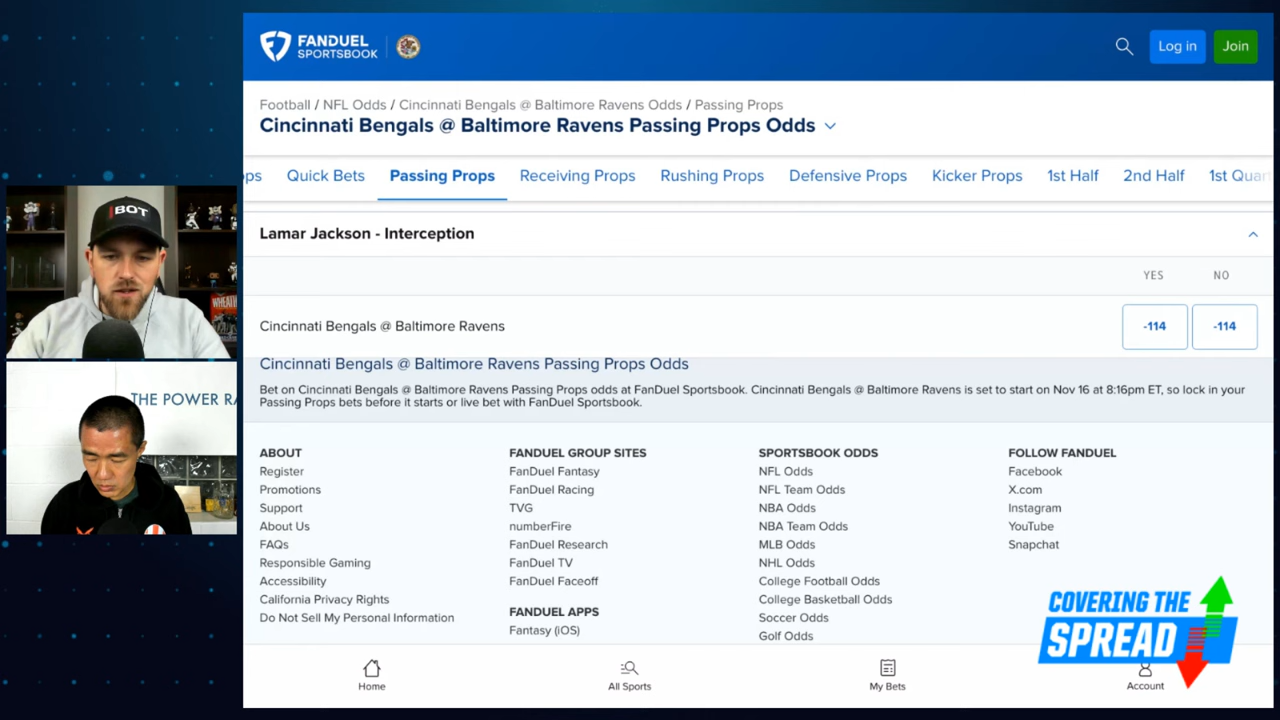 FANDUEL
SPORTSBOOK
Log in
Join
Football / NFL Odds / Cincinnati Bengals @ Baltimore Ravens Odds / Passing Props
Cincinnati Bengals @ Baltimore Ravens Passing Props Odds
ps Quick Bets Passing Props Receiving Props Rushing Props Defensive Props Kicker Props 1st Half 2nd Half 1st Quart
Lamar Jackson - Interception
YES NO
Cincinnati Bengals @ Baltimore Ravens -114 -114
Cincinnati Bengals @ Baltimore Ravens Passing Props Odds
Bet on Cincinnati Bengals @ Baltimore Ravens Passing Props odds at FanDuel Sportsbook. Cincinnati Bengals @ Baltimore Ravens is set to start on Nov 16 at 8:16pm ET, so lock in your
Passing Props bets before it starts or live bet with FanDuel Sportsbook.
ABOUT
Register
Promotions
Support
About Us
FAQs
Responsible Gaming
Accessibility
California Privacy Rights
Do Not Sell My Personal Information
FANDUEL GROUP SITES
FanDuel Fantasy
FanDuel Racing
TVG
numberFire
FanDuel Research
FanDuel TV
FanDuel Faceoff
FANDUEL APPS
Fantasy (iOS)
SPORTSBOOK ODDS
NFL Odds
NFL Team Odds
NBA Odds
NBA Team Odds
MLB Odds
NHL Odds
College Football Odds
College Basketball Odds
Soccer Odds
Golf Odds
FOLLOW FANDUEL
Facebook
X.com
Instagram
YouTube
Snapchat
COVERING THE
SPREAD
Home
All Sports
My Bets
Account
BOT
WHEATIE
THE POWER RA